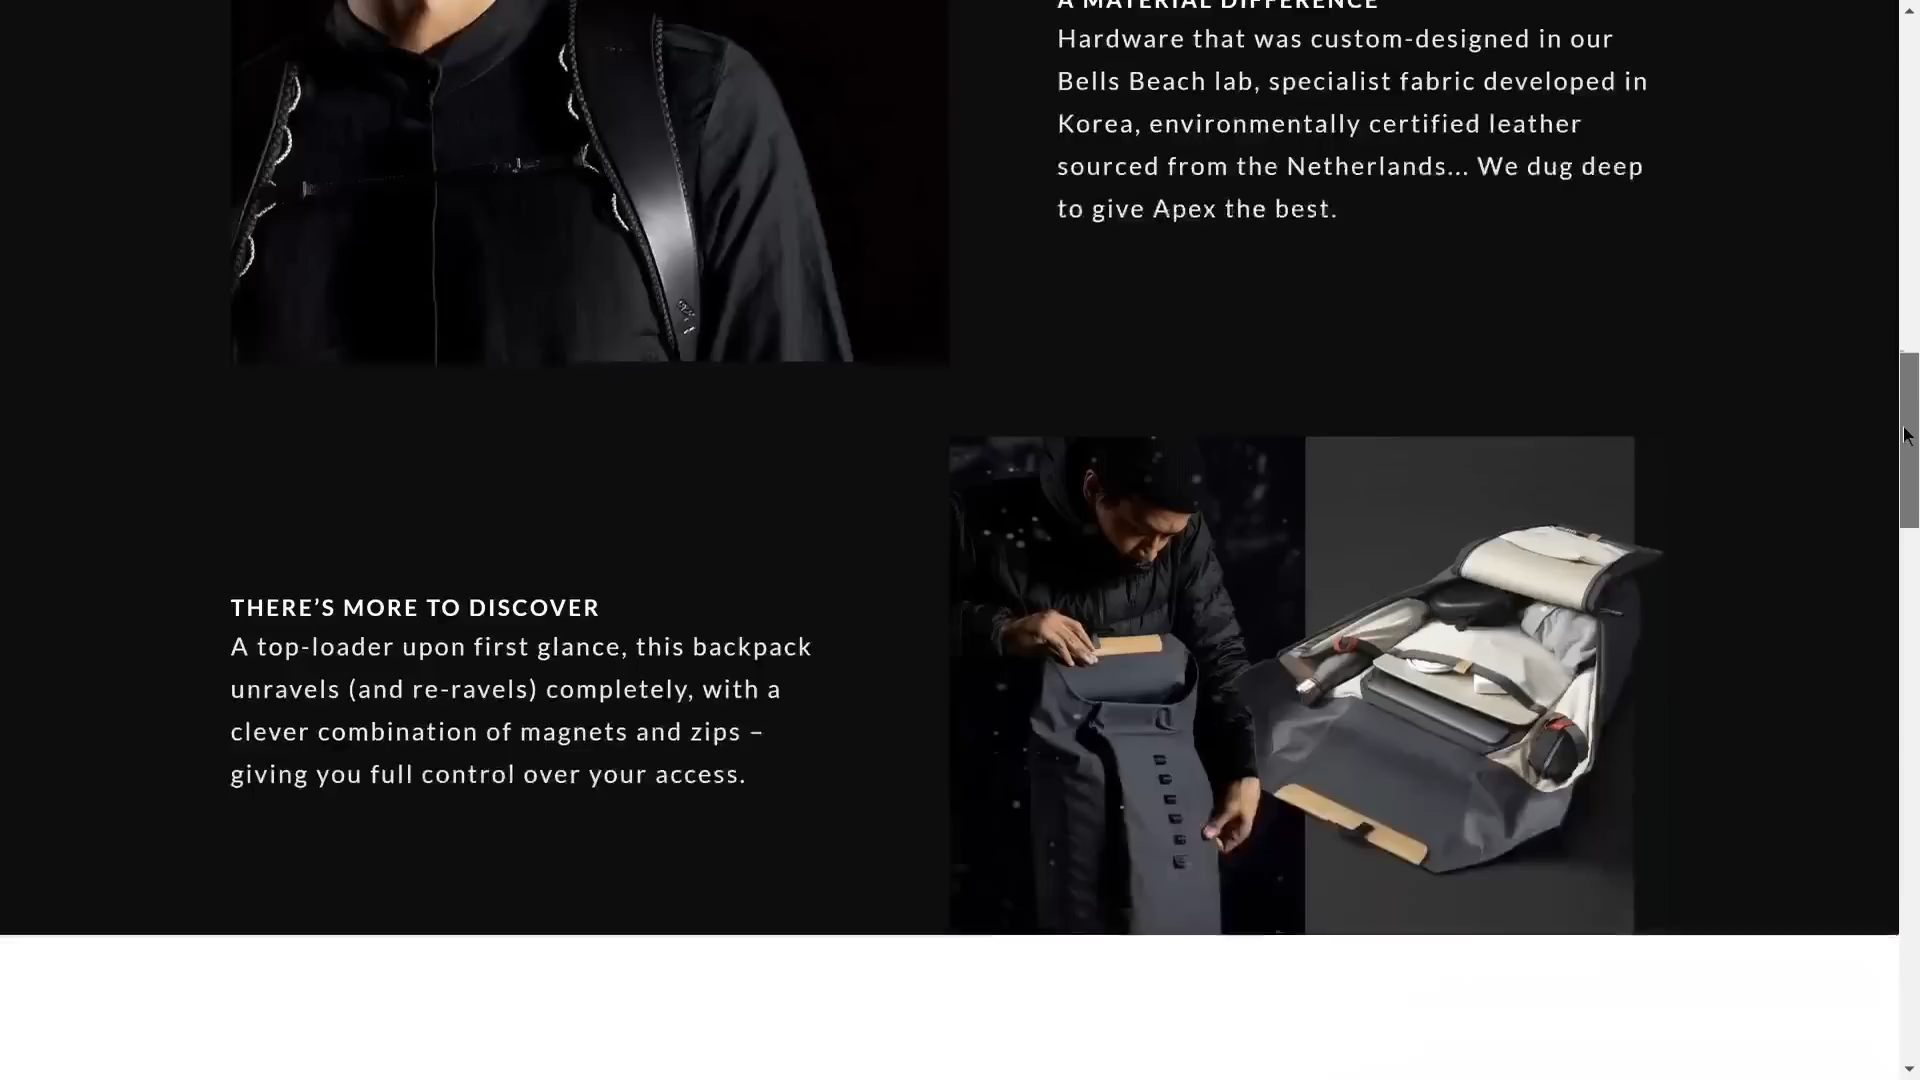 A MATERIAL DIFFERENCE
Hardware that was custom-designed in our
Bells Beach lab, specialist fabric developed in
Korea, environmentally certified leather
sourced from the Netherlands... We dug deep
to give Apex the best.
THERE’S MORE TO DISCOVER
A top-loader upon first glance, this backpack
unravels (and re-ravels) completely, with a
clever combination of magnets and zips –
giving you full control over your access.